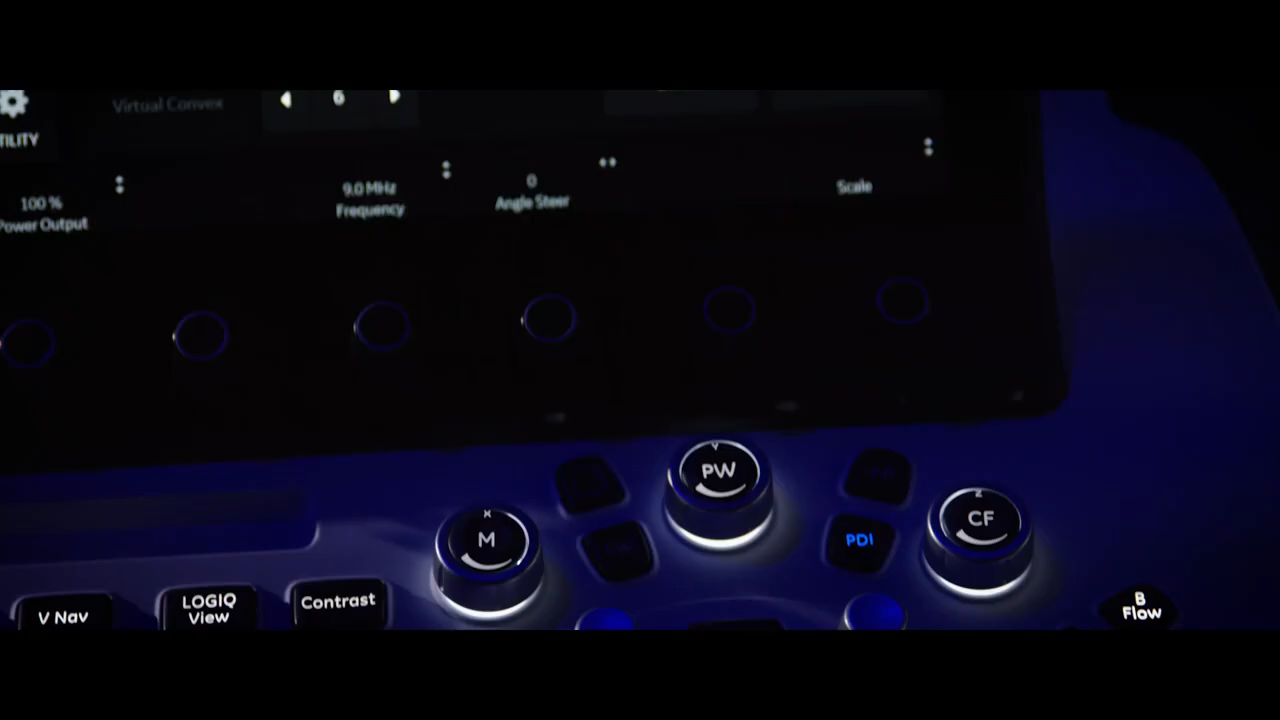 Virtual Convex
6
TILITY
100 %
Power Output
9.0 MHz
Frequency
0
Angle Steer
Scale
Y
PW
X
M
Z
CF
PDI
V Nav
LOGIQ
View
Contrast
B
Flow